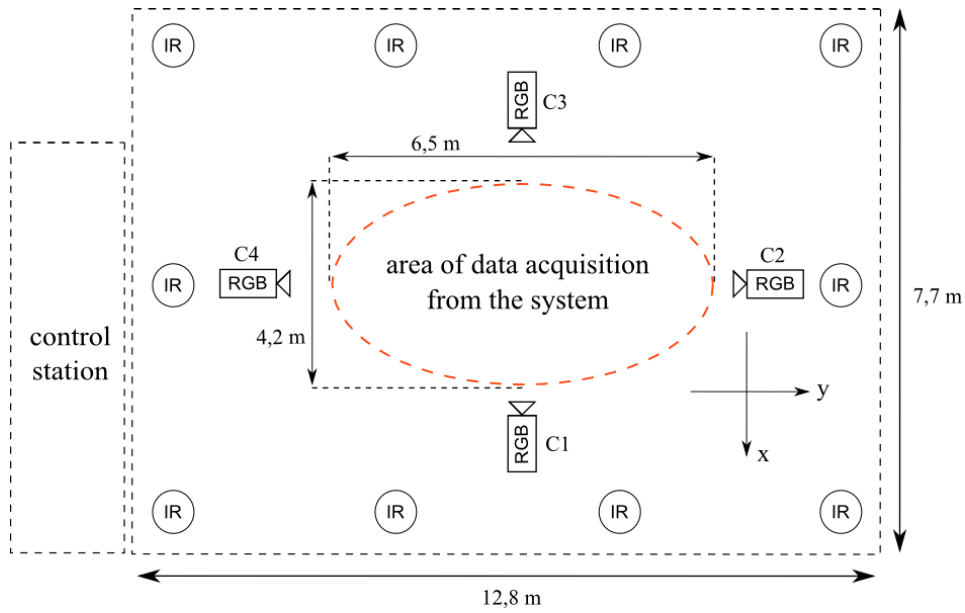 IR
IR
IR
IR
RGB
C3
6,5 m
C4
RGB
IR
area of data acquisition
from the system
C2
RGB
IR
7,7 m
4,2 m
control
station
y
x
RGB
C1
IR
IR
IR
IR
12,8 m